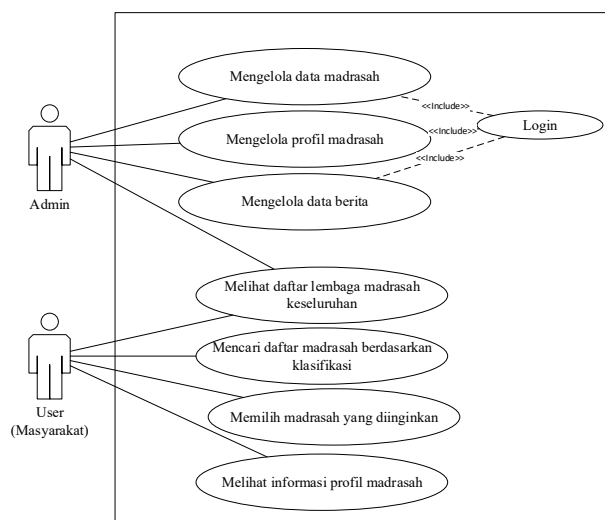 Mengelola data madrasah
<<Include>>
Mengelola profil madrasah
<<Include>>
Login
<<Include>>
Mengelola data berita
Admin
Melihat daftar lembaga madrasah
keseluruhan
Mencari daftar madrasah berdasarkan
klasifikasi
User
(Masyarakat)
Memilih madrasah yang diinginkan
Melihat informasi profil madrasah